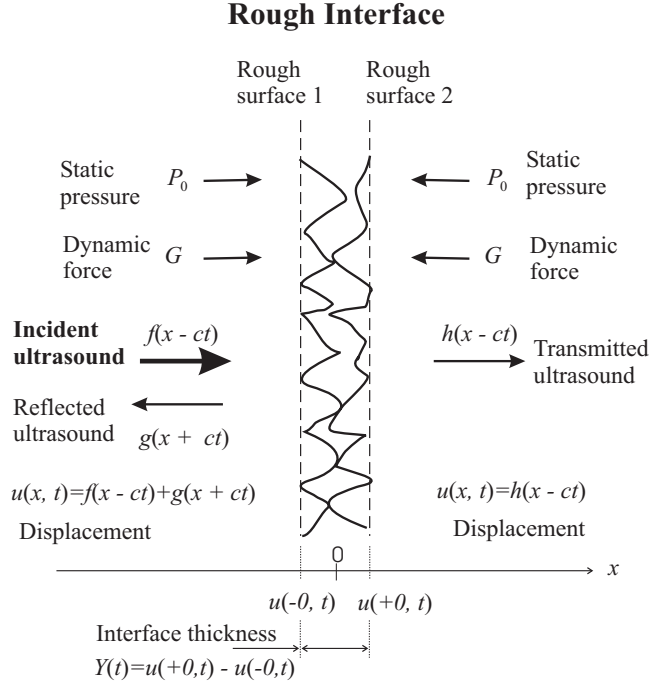 Rough Interface
Rough
surface 1
Rough
surface 2
Static
pressure
P₀
P₀
Static
pressure
Dynamic
force
G
G
Dynamic
force
Incident
ultrasound
f(x - ct)
h(x - ct)
Transmitted
ultrasound
Reflected
ultrasound
g(x + ct)
u(x, t)=f(x - ct)+g(x + ct)
Displacement
u(x, t)=h(x - ct)
Displacement
0
x
u(-0, t)
u(+0, t)
Interface thickness
Y(t)=u(+0,t) - u(-0,t)